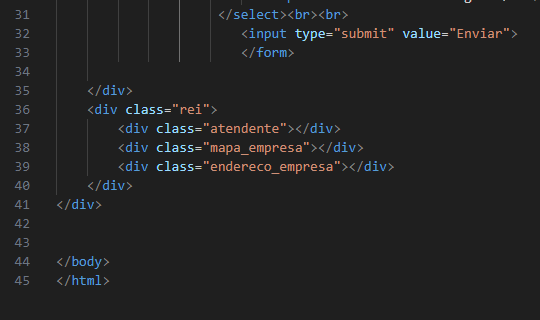 31 </select><br><br>
32 <input type="submit" value="Enviar">
33 </form>
34
35 </div>
36 <div class="rei">
37 <div class="atendente"></div>
38 <div class="mapa_empresa"></div>
39 <div class="endereco_empresa"></div>
40 </div>
41 </div>
42
43
44 </body>
45 </html>